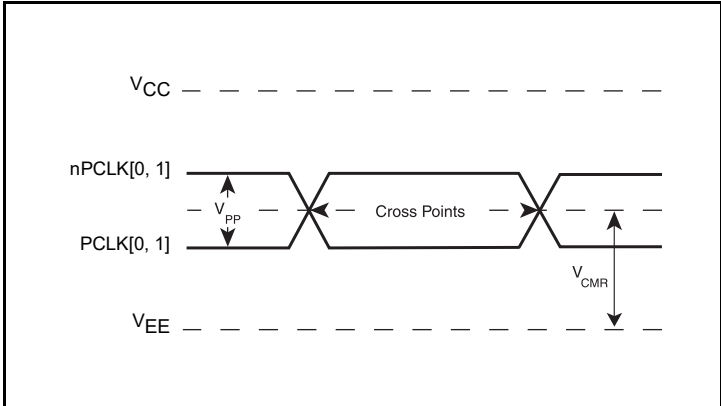 VCC
nPCLK[0, 1]
VPP
Cross Points
PCLK[0, 1]
VCMR
VEE